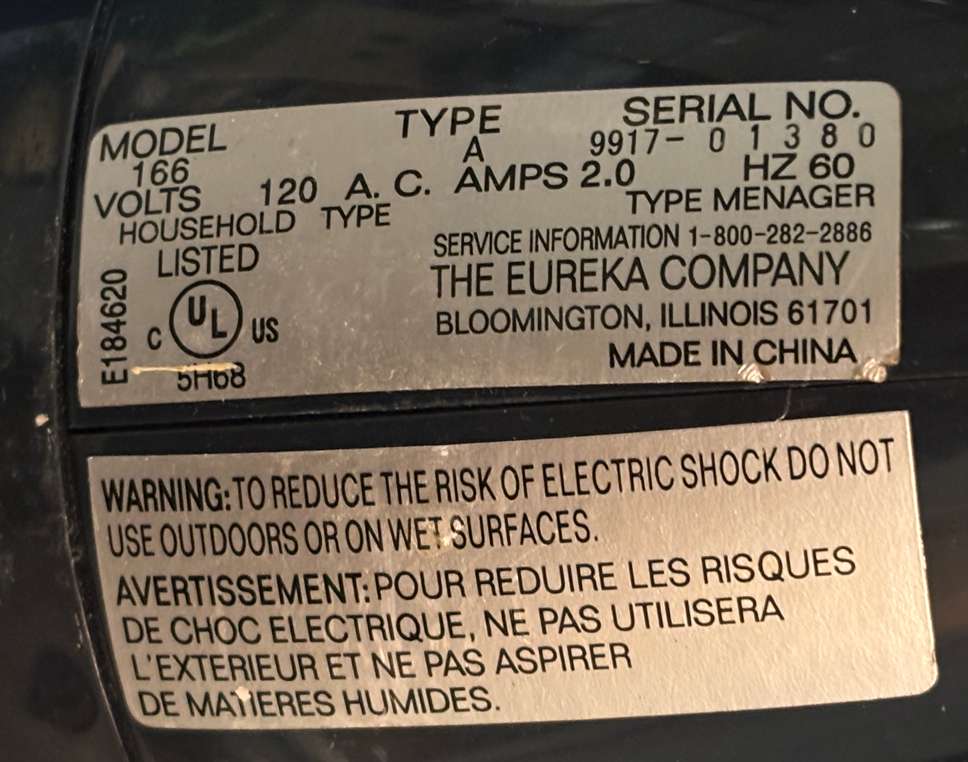 MODEL TYPE SERIAL NO.
166 A 9917- 0 1 3 8 0
VOLTS 120 A. C. AMPS 2.0 HZ 60
HOUSEHOLD TYPE TYPE MENAGER
LISTED SERVICE INFORMATION 1-800-282-2886
THE EUREKA COMPANY
E184620
C UL US
BLOOMINGTON, ILLINOIS 61701
5H68
MADE IN CHINA
WARNING: TO REDUCE THE RISK OF ELECTRIC SHOCK DO NOT
USE OUTDOORS OR ON WET SURFACES.
AVERTISSEMENT: POUR REDUIRE LES RISQUES
DE CHOC ELECTRIQUE, NE PAS UTILISERA
L'EXTERIEUR ET NE PAS ASPIRER
DE MATIERES HUMIDES.